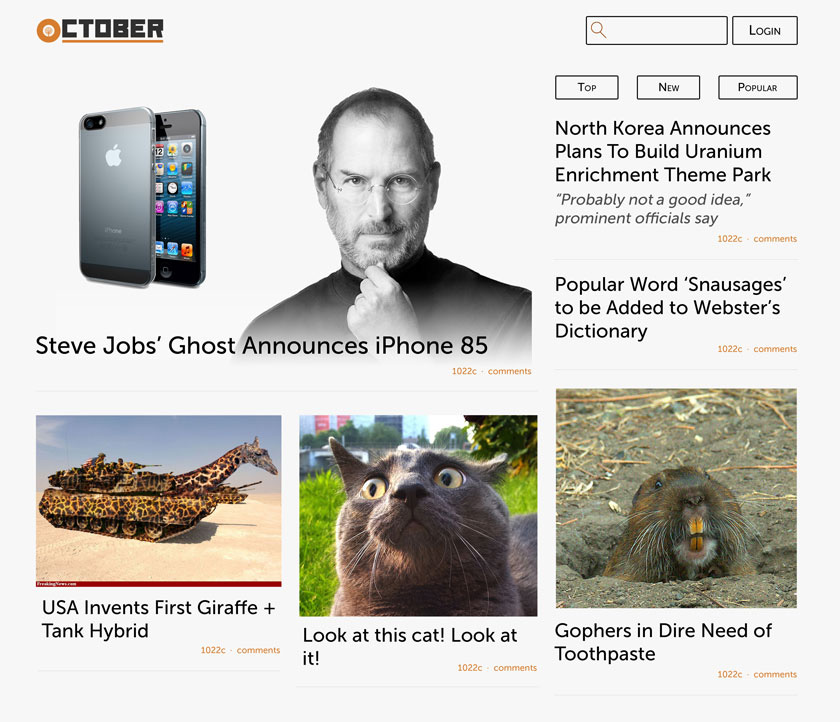 OCTOBER
Login
Top
New
Popular
iPhone
Steve Jobs’ Ghost Announces iPhone 85
1022c · comments
North Korea Announces
Plans To Build Uranium
Enrichment Theme Park
“Probably not a good idea,”
prominent officials say
1022c · comments
Popular Word ‘Snausages’
to be Added to Webster’s
Dictionary
1022c · comments
FreakingNews.com
USA Invents First Giraffe +
Tank Hybrid
1022c · comments
Look at this cat! Look at
it!
1022c · comments
Gophers in Dire Need of
Toothpaste
1022c · comments